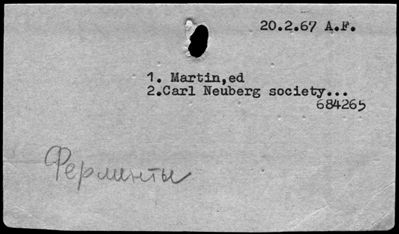 20.2.67 A.F.
1. Martin,ed
2.Carl Neuberg society...
684265
Ферменты